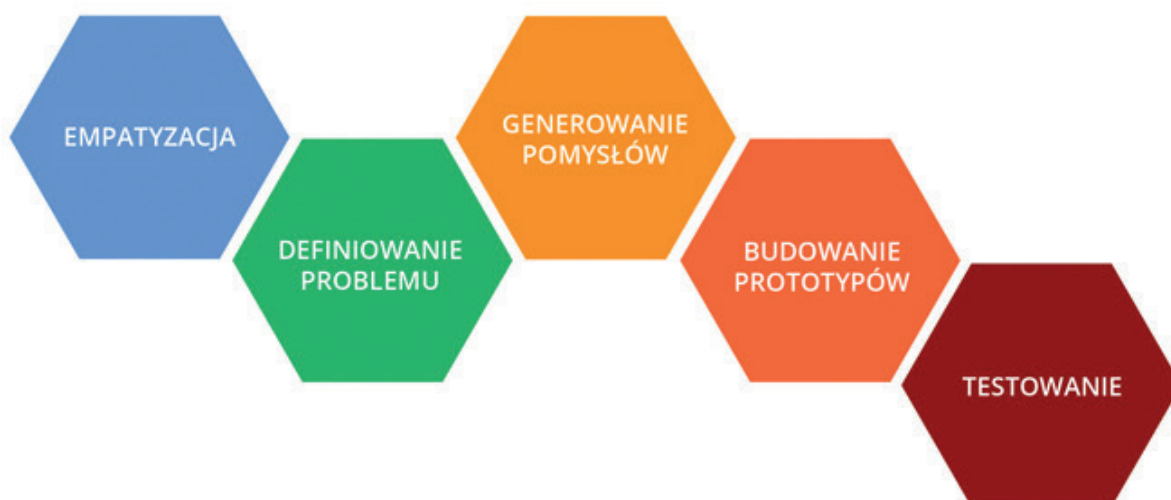 EMPATYZACJA
DEFINIOWANIE
PROBLEMU
GENEROWANIE
POMYSŁÓW
BUDOWANIE
PROTOTYPÓW
TESTOWANIE